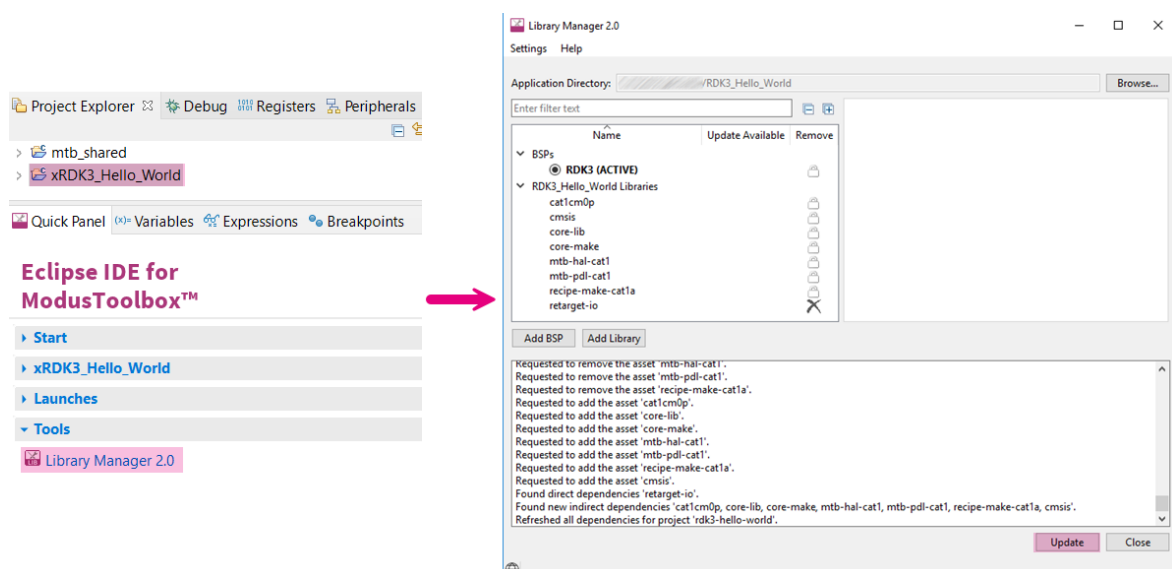 Project Explorer Debug Registers Peripherals
mtb_shared
xRDK3_Hello_World
Quick Panel (x)= Variables Expressions Breakpoints
Eclipse IDE for
ModusToolbox™
Start
xRDK3_Hello_World
Launches
Tools
Library Manager 2.0
Library Manager 2.0
Settings Help
Application Directory: /RDK3_Hello_World Browse...
Enter filter text
Name Update Available Remove
BSPs
RDK3 (ACTIVE)
RDK3_Hello_World Libraries
cat1cm0p
cmsis
core-lib
core-make
mtb-hal-cat1
mtb-pdl-cat1
recipe-make-cat1a
retarget-io
Add BSP Add Library
Requested to remove the asset 'mtb-hal-cat1'.
Requested to remove the asset 'mtb-pdl-cat1'.
Requested to remove the asset 'recipe-make-cat1a'.
Requested to add the asset 'cat1cm0p'.
Requested to add the asset 'core-lib'.
Requested to add the asset 'core-make'.
Requested to add the asset 'mtb-hal-cat1'.
Requested to add the asset 'mtb-pdl-cat1'.
Requested to add the asset 'recipe-make-cat1a'.
Requested to add the asset 'cmsis'.
Found direct dependencies 'retarget-io'.
Found new indirect dependencies 'cat1cm0p, core-lib, core-make, mtb-hal-cat1, mtb-pdl-cat1, recipe-make-cat1a, cmsis'.
Refreshed all dependencies for project 'rdk3-hello-world'.
Update Close